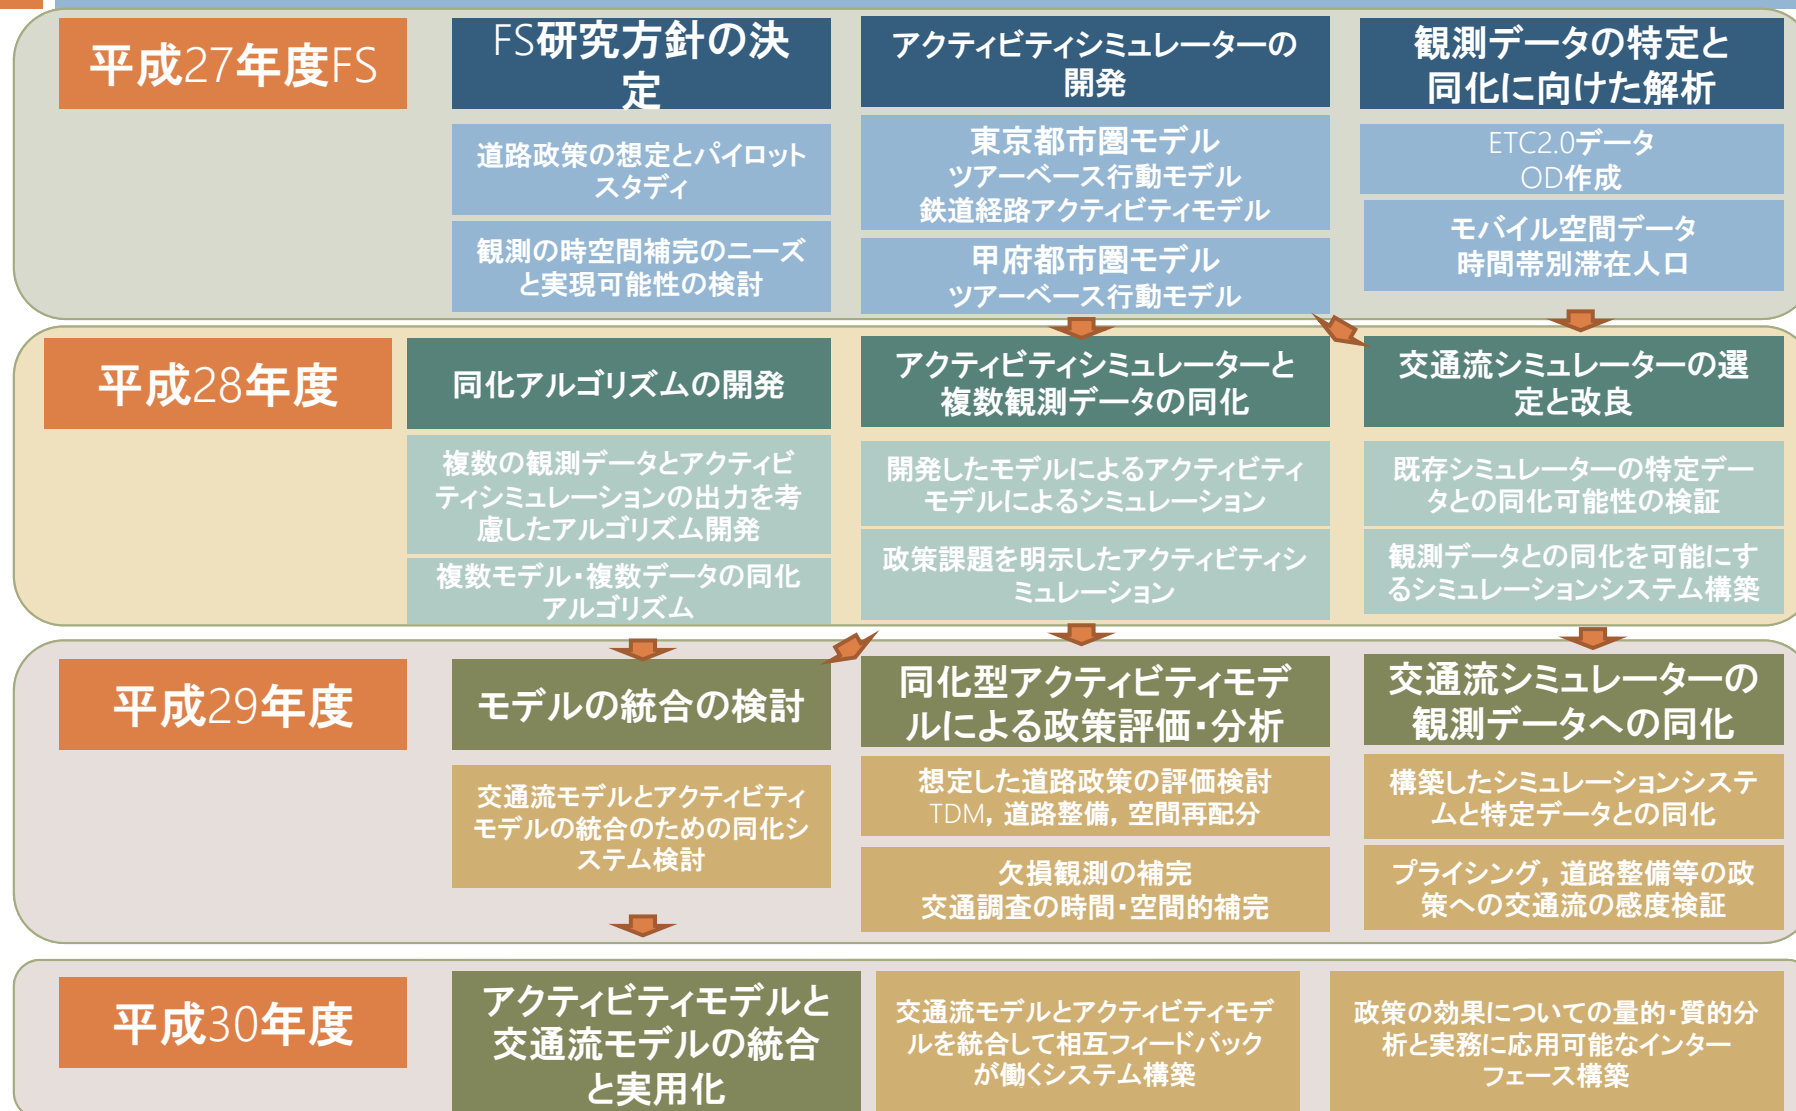 平成27年度FS
FS研究方針の決
定
道路政策の想定とパイロット
スタディ
観測の時空間補完のニーズ
と実現可能性の検討
アクティビティシミュレーターの
開発
東京都市圏モデル
ツアーベース行動モデル
鉄道経路アクティビティモデル
甲府都市圏モデル
ツアーベース行動モデル
観測データの特定と
同化に向けた解析
ETC2.0データ
OD作成
モバイル空間データ
時間帯別滞在人口
平成28年度
同化アルゴリズムの開発
複数の観測データとアクティビ
ティシミュレーションの出力を考
慮したアルゴリズム開発
複数モデル・複数データの同化
アルゴリズム
アクティビティシミュレーターと
複数観測データの同化
開発したモデルによるアクティビティ
モデルによるシミュレーション
政策課題を明示したアクティビティシ
ミュレーション
交通流シミュレーターの選
定と改良
既存シミュレーターの特定デー
タとの同化可能性の検証
観測データとの同化を可能にす
るシミュレーションシステム構築
平成29年度
モデルの統合の検討
交通流モデルとアクティビティ
モデルの統合のための同化シ
ステム検討
同化型アクティビティモデ
ルによる政策評価・分析
想定した道路政策の評価検討
TDM，道路整備，空間再配分
欠損観測の補完
交通調査の時間・空間的補完
交通流シミュレーターの
観測データへの同化
構築したシミュレーションシステ
ムと特定データとの同化
プライシング，道路整備等の政
策への交通流の感度検証
平成30年度
アクティビティモデルと
交通流モデルの統合
と実用化
交通流モデルとアクティビティモデ
ルを統合して相互フィードバック
が働くシステム構築
政策の効果についての量的・質的分
析と実務に応用可能なインター
フェース構築